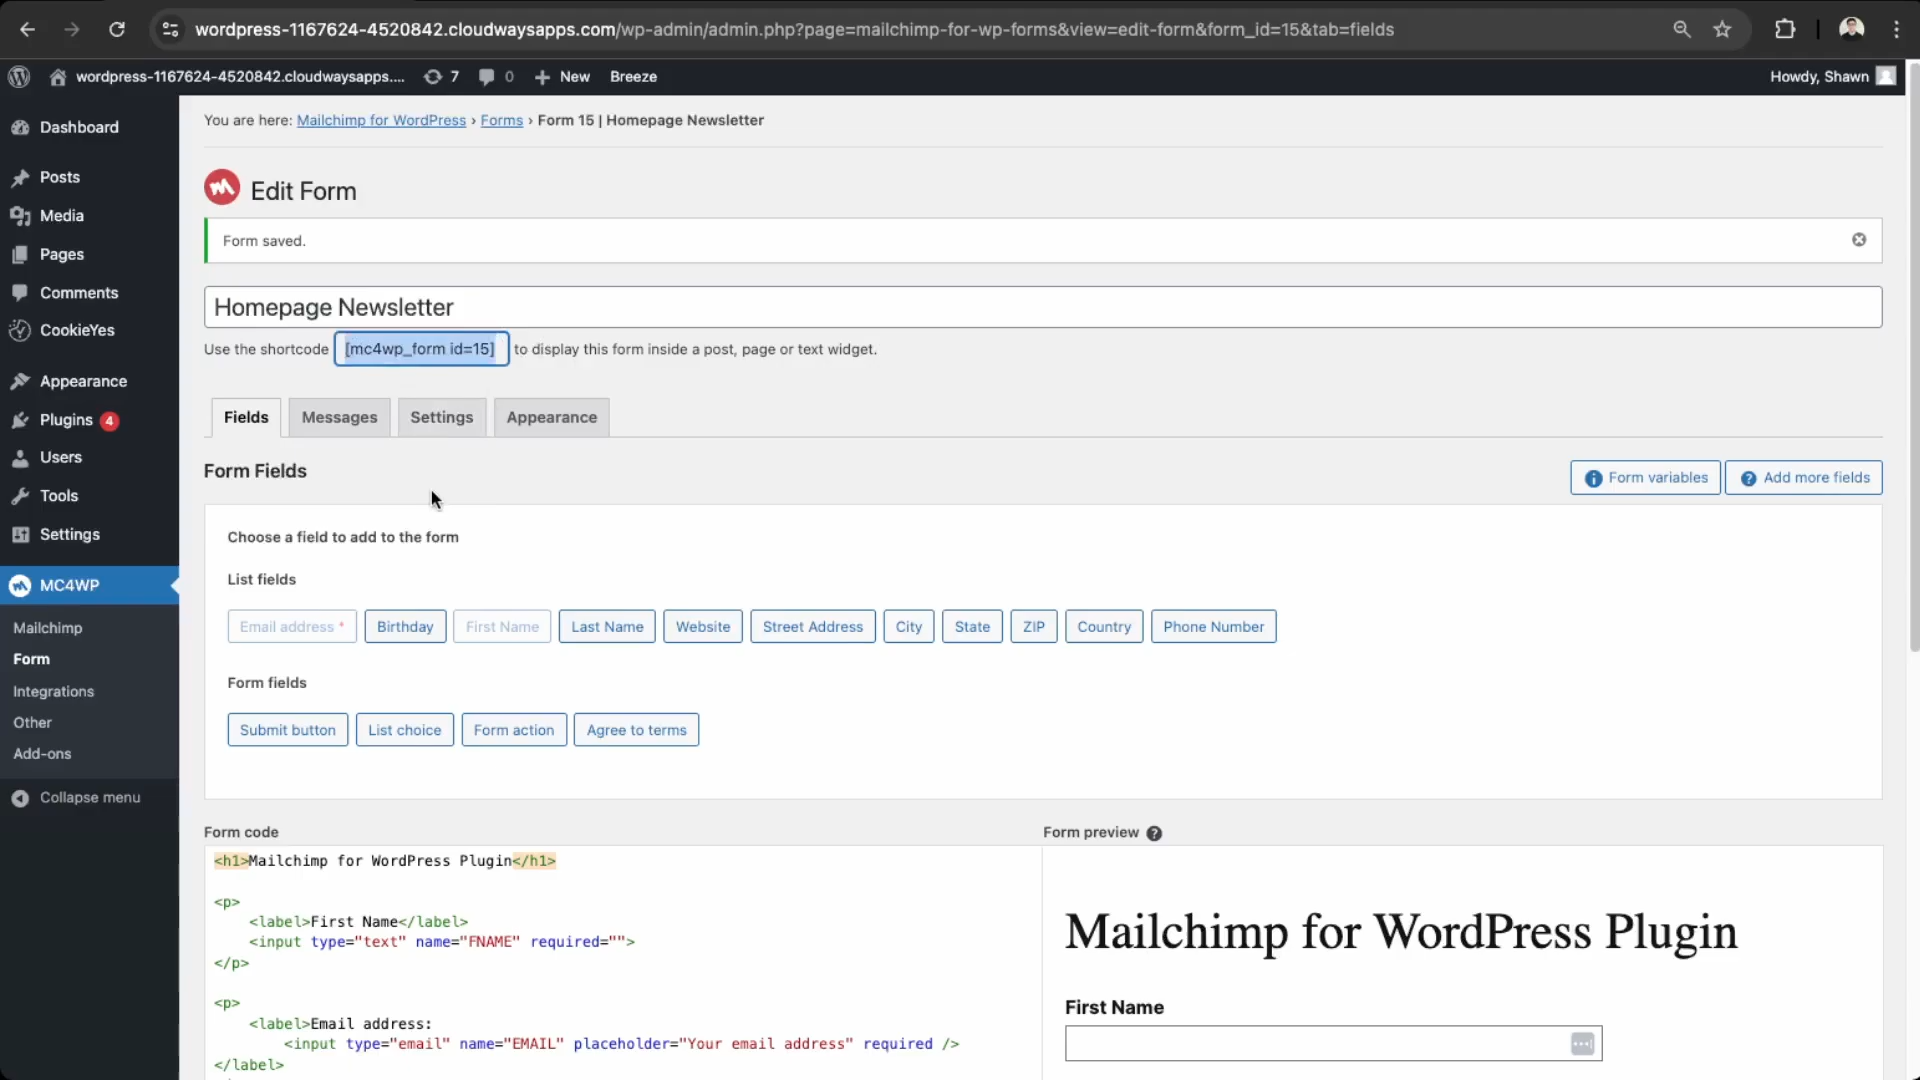 wordpress-1167624-4520842.cloudwaysapps.com/wp-admin/admin.php?page=mailchimp-for-wp-forms&view=edit-form&form_id=15&tab=fields
wordpress-1167624-4520842.cloudwaysapps.... 7 0 New Breeze Howdy, Shawn
Dashboard
Posts
Media
Pages
Comments
CookieYes
Appearance
Plugins 4
Users
Tools
Settings
MC4WP
Mailchimp
Form
Integrations
Other
Add-ons
Collapse menu
You are here: Mailchimp for WordPress › Forms › Form 15 | Homepage Newsletter
Edit Form
Form saved.
Homepage Newsletter
Use the shortcode [mc4wp_form id=15] to display this form inside a post, page or text widget.
Fields Messages Settings Appearance
Form Fields
Form variables Add more fields
Choose a field to add to the form
List fields
Email address * Birthday First Name Last Name Website Street Address City State ZIP Country Phone Number
Form fields
Submit button List choice Form action Agree to terms
Form code
<h1>Mailchimp for WordPress Plugin</h1>
<p>
<label>First Name</label>
<input type="text" name="FNAME" required="">
</p>
<p>
<label>Email address:
<input type="email" name="EMAIL" placeholder="Your email address" required />
</label>
Form preview ?
Mailchimp for WordPress Plugin
First Name